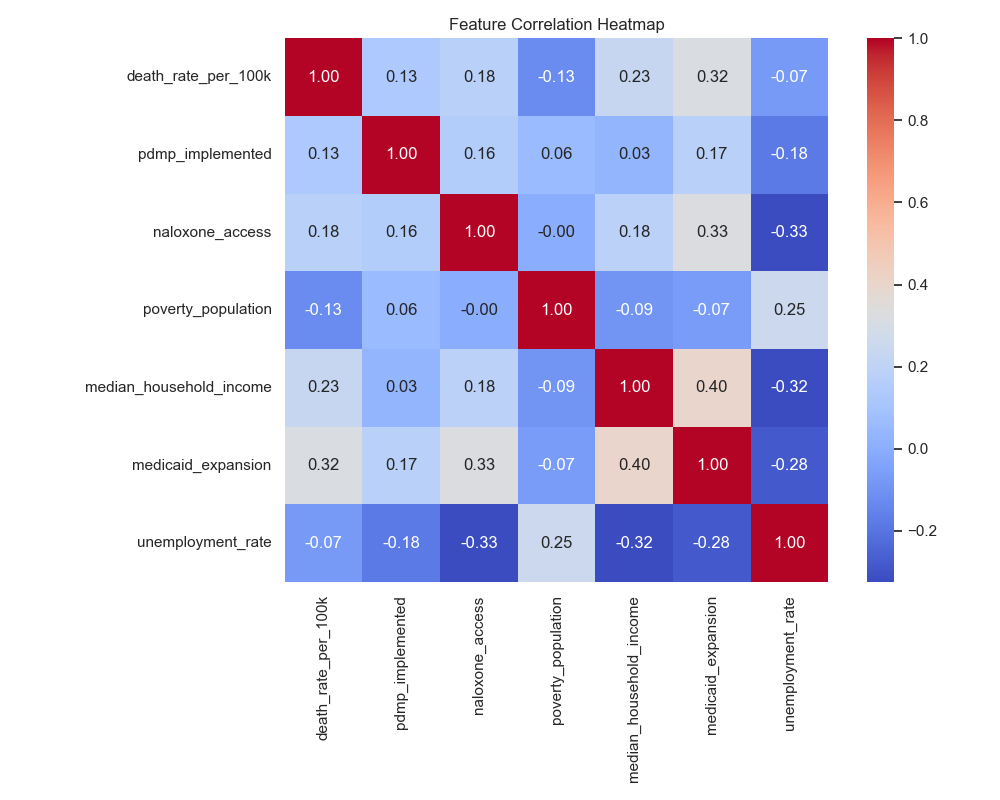 Feature Correlation Heatmap
death_rate_per_100k 1.00 0.13 0.18 -0.13 0.23 0.32 -0.07
pdmp_implemented 0.13 1.00 0.16 0.06 0.03 0.17 -0.18
naloxone_access 0.18 0.16 1.00 -0.00 0.18 0.33 -0.33
poverty_population -0.13 0.06 -0.00 1.00 -0.09 -0.07 0.25
median_household_income 0.23 0.03 0.18 -0.09 1.00 0.40 -0.32
medicaid_expansion 0.32 0.17 0.33 -0.07 0.40 1.00 -0.28
unemployment_rate -0.07 -0.18 -0.33 0.25 -0.32 -0.28 1.00
death_rate_per_100k
pdmp_implemented
naloxone_access
poverty_population
median_household_income
medicaid_expansion
unemployment_rate
1.0
0.8
0.6
0.4
0.2
0.0
−0.2